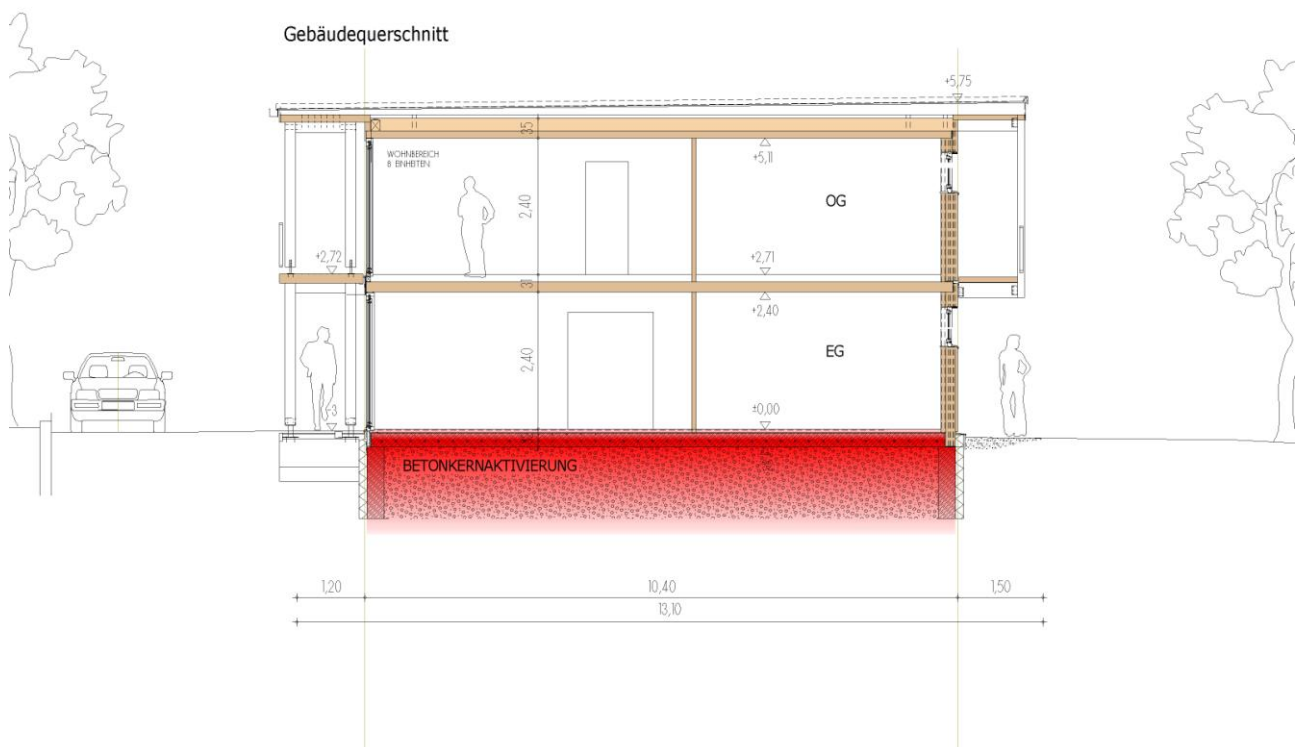 Gebäudequerschnitt
+5,75
35
WOHNBEREICH
8 EINHEITEN
+5,11
2,40
OG
+2,72
+2,71
31
+2,40
2,40
EG
-3
±0,00
BETONKERNAKTIVIERUNG
1,20
10,40
1,50
13,10